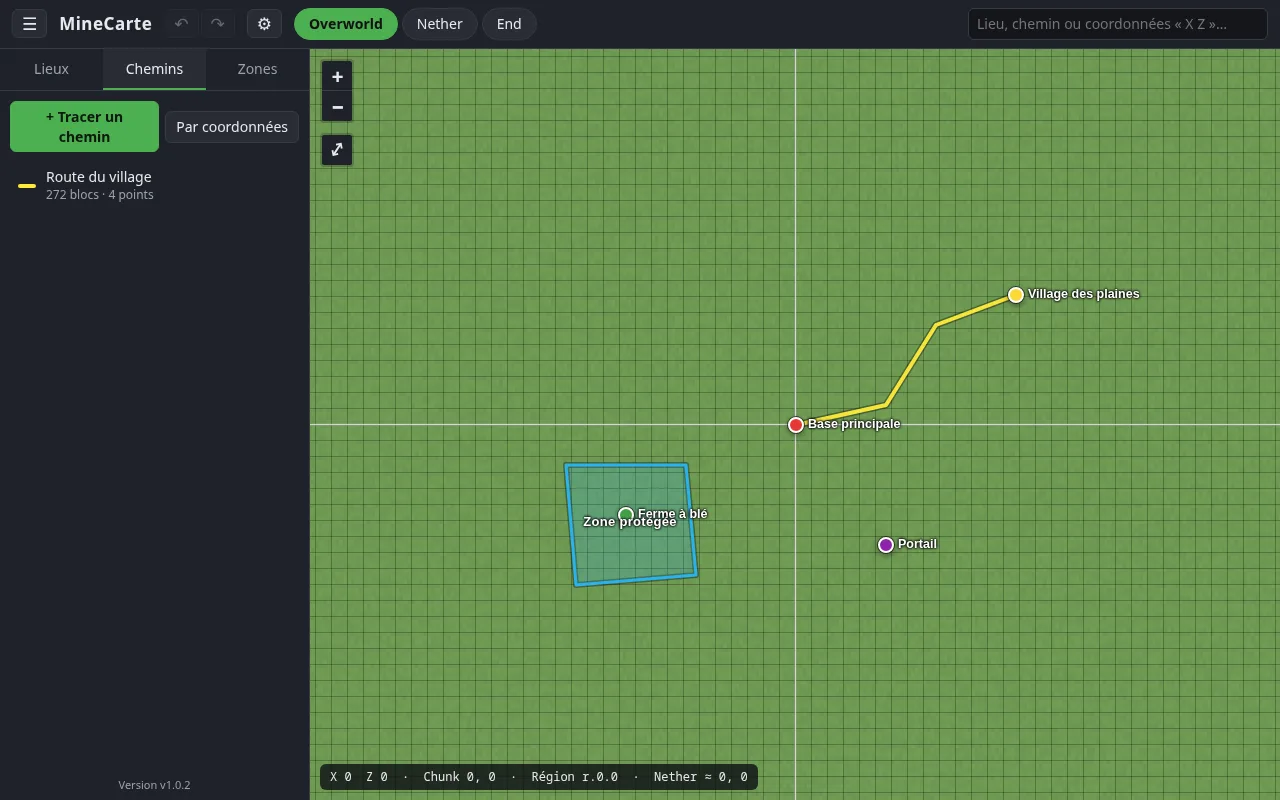 ☰ MineCarte ↶ ↷ ⚙ Overworld Nether End Lieu, chemin ou coordonnées « X Z »…
Lieux Chemins Zones
+ Tracer un
chemin
Par coordonnées
Route du village
272 blocs · 4 points
Version v1.0.2
+
−
⤢
Village des plaines
Base principale
Ferme à blé
Zone protégée
Portail
X 0 Z 0 · Chunk 0, 0 · Région r.0.0 · Nether ≈ 0, 0